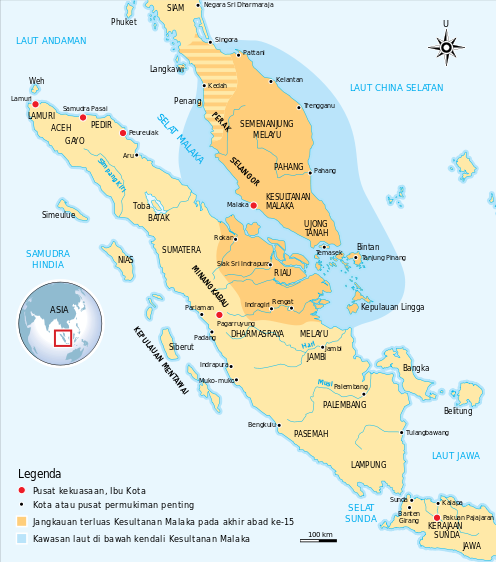 SIAM
Negara Sri Dharmaraja
Phuket
LAUT ANDAMAN
Singora
Pattani
U
Langkawi
Kedah
Kelantan
LAUT CHINA SELATAN
Weh
Penang
Lamuri
Samudra Pasai
Trengganu
LAMURI
PEDIR
PERAK
SEMENANJUNG
MELAYU
ACEH
Peureulak
SELAT MALAKA
GAYO
Aru
SELANGOR
PAHANG
Pahang
Simpang Kiri
KESULTANAN
MALAKA
Malaka
Toba
BATAK
Simeulue
UJONG
TANAH
Rokan
Temasek
Bintan
Tanjung Pinang
SUMATERA
SAMUDRA
HINDIA
NIAS
Siak Sri Indrapura
RIAU
MINANGKABAU
ASIA
Indragiri
Rengat
Kepulauan Lingga
Pariaman
Pagarruyung
Padang
DHARMASRAYA
MELAYU
KEPULAUAN MENTAWAI
Siberut
Hari
Jambi
JAMBI
Indrapura
Bangka
Muko-muko
Musi
Palembang
PALEMBANG
Belitung
Bengkulu
PASEMAH
Tulangbawang
LAUT JAWA
LAMPUNG
Legenda
Pusat kekuasaan, Ibu Kota
Kota atau pusat permukiman penting
Jangkauan terluas Kesultanan Malaka pada akhir abad ke-15
Kawasan laut di bawah kendali Kesultanan Malaka
100 km
SELAT
SUNDA
Sunda
Kalapa
Banten
Girang
Pakuan Pajajaran
KERAJAAN
SUNDA
JAWA